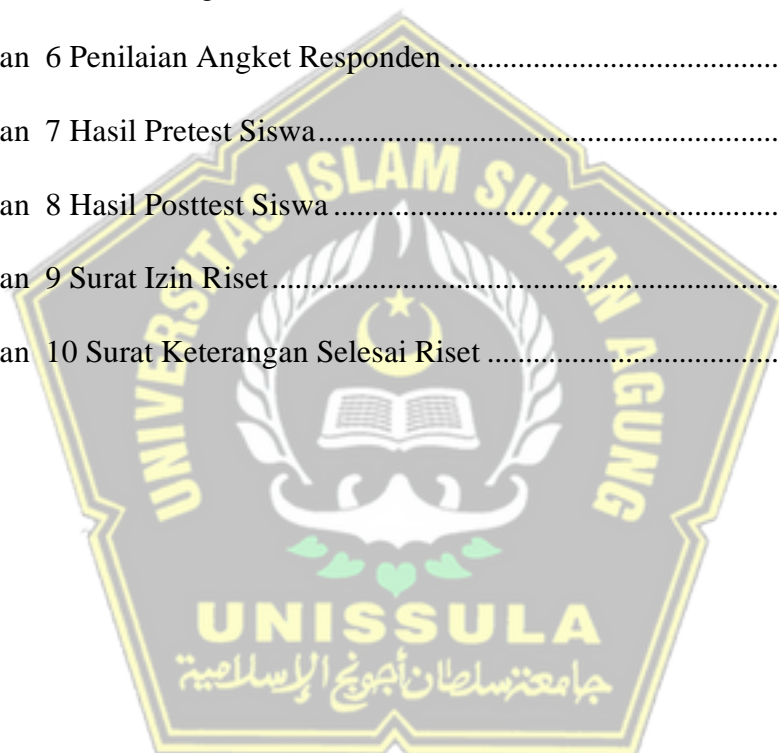 an 6 Penilaian Angket Responden ....................................
an 7 Hasil Pretest Siswa....................................................
an 8 Hasil Posttest Siswa ..................................................
an 9 Surat Izin Riset..........................................................
an 10 Surat Keterangan Selesai Riset ................................
UNIVERSITAS ISLAM SULTAN AGUNG
UNISSULA
جامعة سلطان أجونج الإسلامية